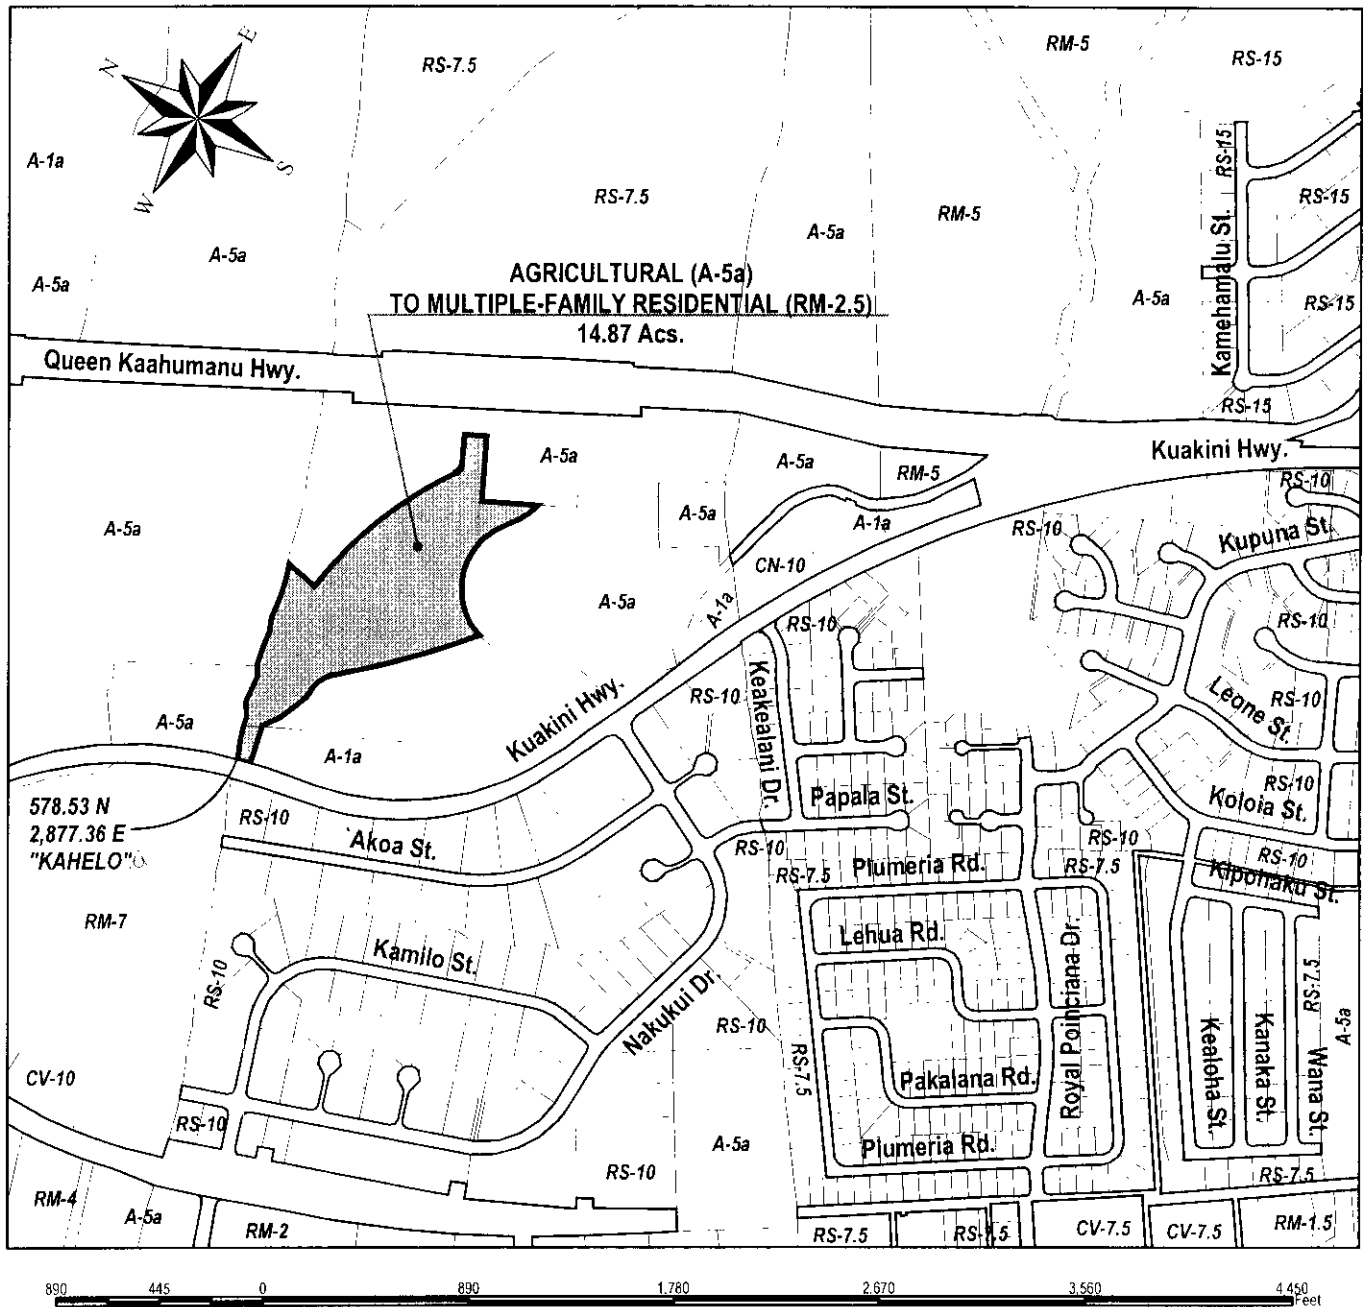 N
E
S
W
RS-7.5
RM-5
RS-15
A-1a
RS-15
RS-7.5
RM-5
RS-15
A-5a
A-5a
A-5a
A-5a
RS-15
Kamehamalu St.
AGRICULTURAL (A-5a)
TO MULTIPLE-FAMILY RESIDENTIAL (RM-2.5)
14.87 Acs.
Queen Kaahumanu Hwy.
RS-15
Kuakini Hwy.
A-5a
A-5a
RM-5
RS-10
A-5a
A-5a
A-1a
RS-10
Kupuna St.
CN-10
A-5a
A-1a
RS-10
RS-10
RS-10
Keakealani Dr.
Leone St.
RS-10
A-5a
Kuakini Hwy.
A-1a
RS-10
578.53 N
2,877.36 E
"KAHELO"
RS-10
Akoa St.
Papala St.
Koloia St.
RS-10
RS-10
RS-7.5
Plumeria Rd.
RS-7.5
RS-10
Kipohaku St.
RM-7
Kamilo St.
Lehua Rd.
RS-10
Nakukui Dr.
RS-10
RS-7.5
Royal Poinciana Dr.
Kealoha St.
Kanaka St.
Wana St.
RS-7.5
A-5a
CV-10
Pakalana Rd.
RS-10
A-5a
Plumeria Rd.
RS-10
RS-7.5
RM-4
A-5a
RM-2
RS-7.5
RS-7.5
CV-7.5
CV-7.5
RM-1.5
890 445 0 890 1,780 2,670 3,560 4,450
Feet